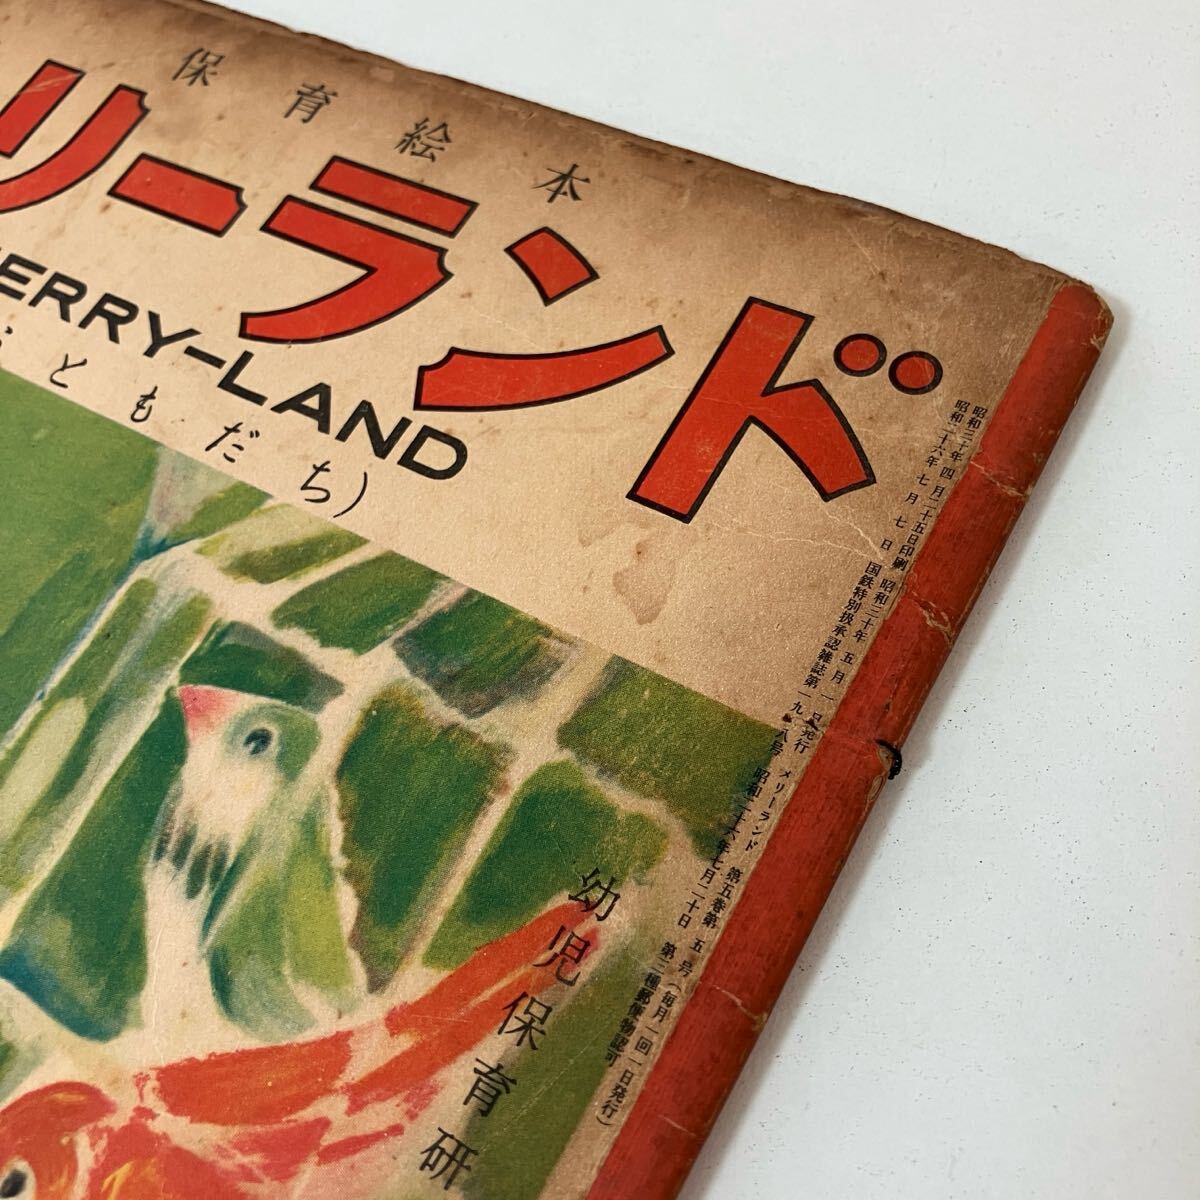 保育絵本
リーランド
ERRY-LAND
ともだち)
昭和三十年四月二十五日印刷 昭和三十年五月一日発行 メリーランド 第五巻第五号(毎月一回一日発行)
昭和二十六年七月七日 国鉄特別扱承認雑誌第一九一八号 昭和二十六年七月二十日 第三種郵便物認可
幼児保育研